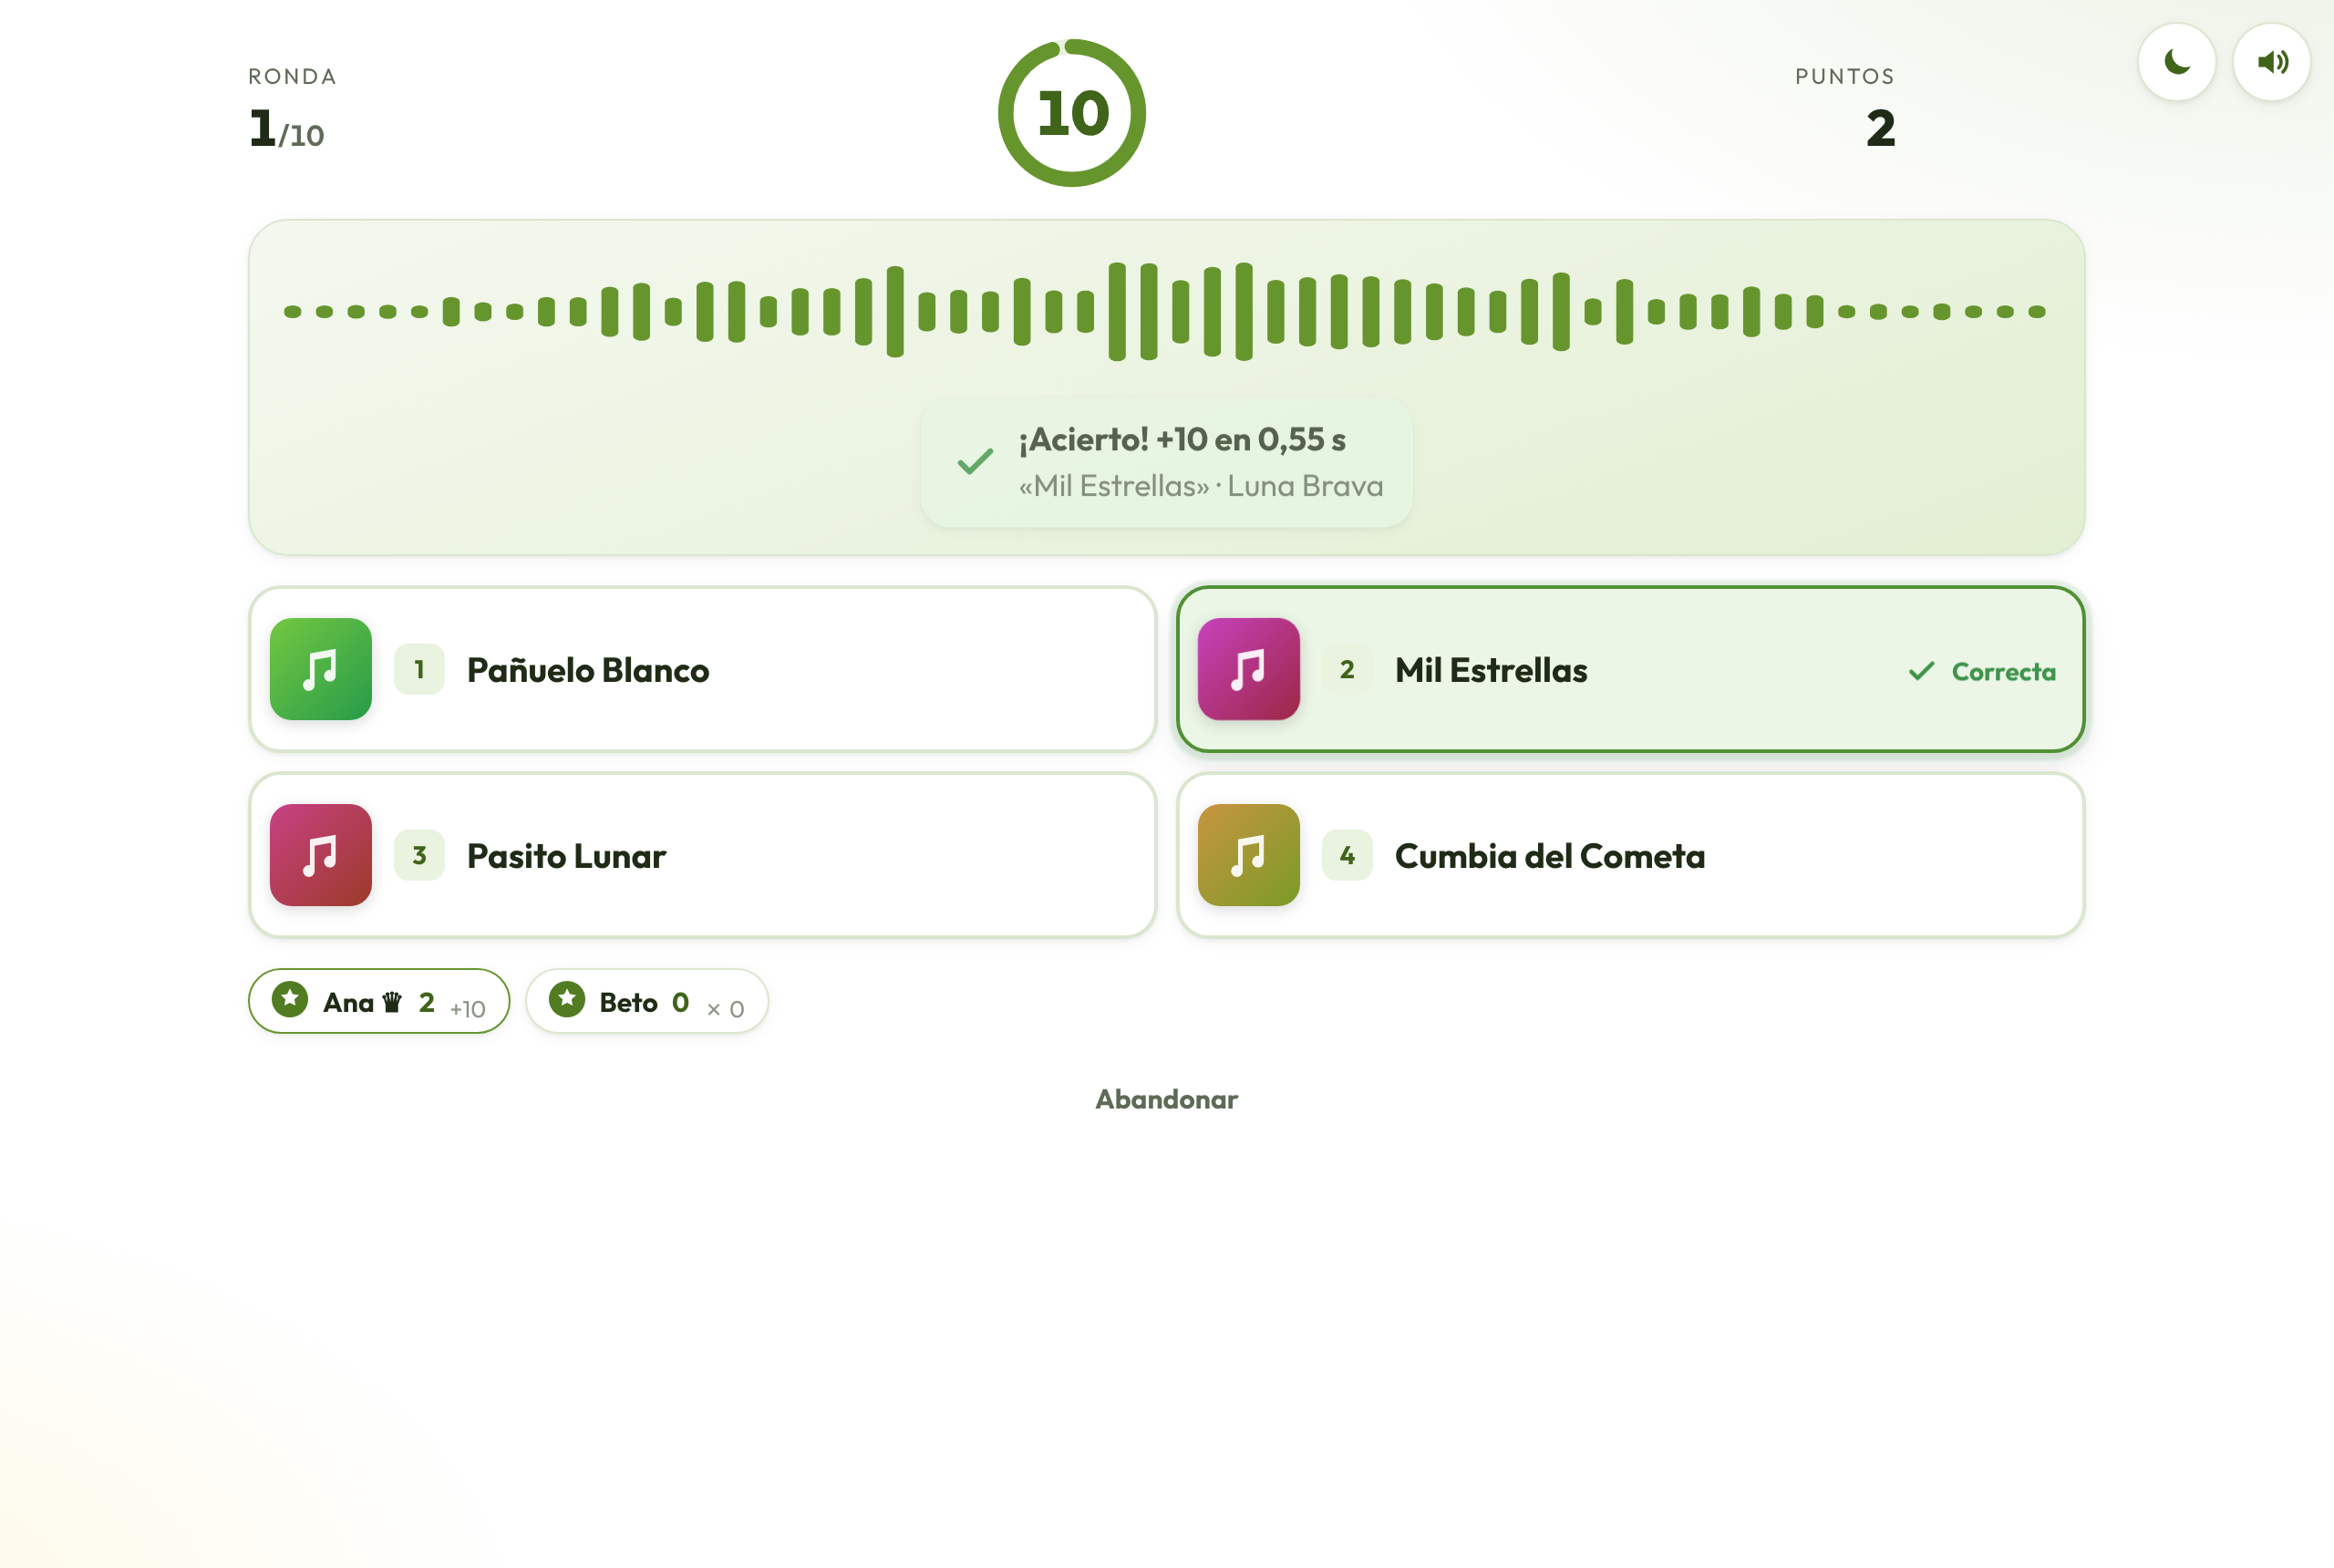 RONDA
1/10
10
PUNTOS
2
¡Acierto! +10 en 0,55 s
«Mil Estrellas» · Luna Brava
1 Pañuelo Blanco
2 Mil Estrellas Correcta
3 Pasito Lunar
4 Cumbia del Cometa
Ana ♛ 2 +10
Beto 0 × 0
Abandonar